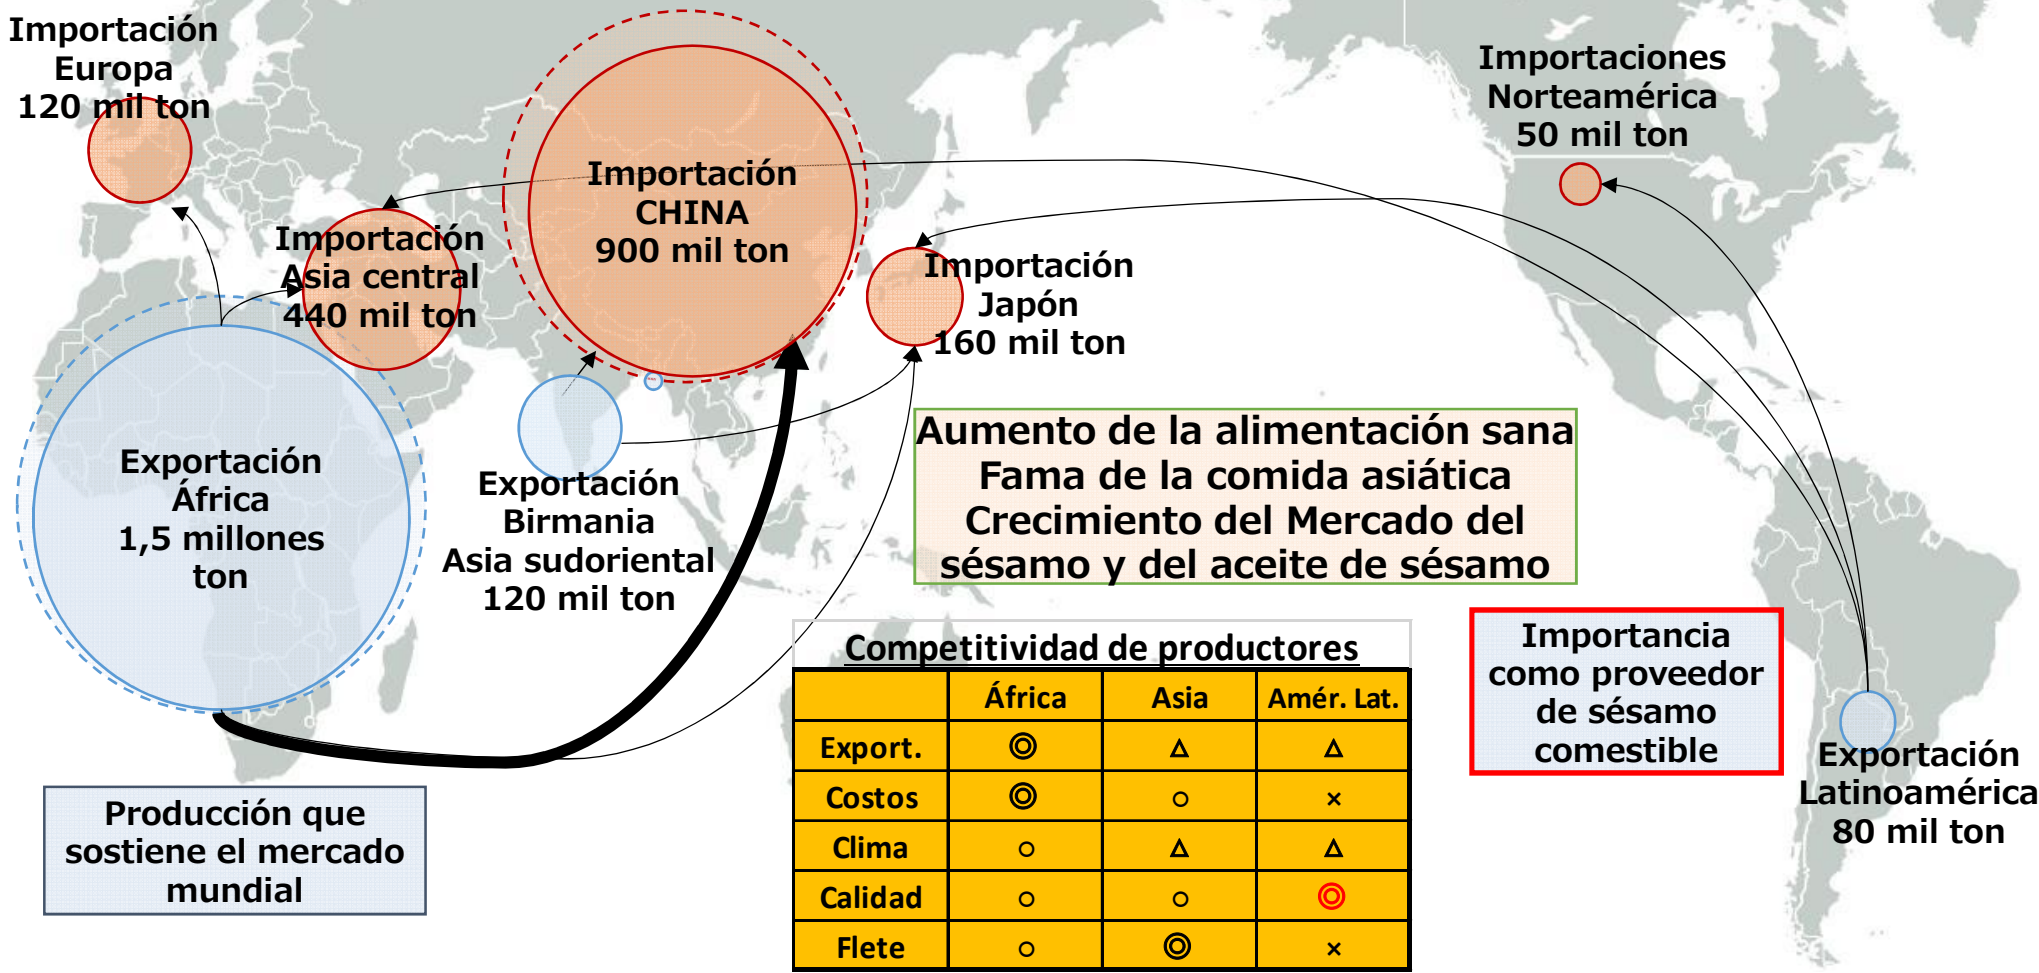 Importación
Europa
120 mil ton
Importación
Asia central
440 mil ton
Importación
CHINA
900 mil ton
Importación
Japón
160 mil ton
Importaciones
Norteamérica
50 mil ton
Exportación
África
1,5 millones
ton
Exportación
Birmania
Asia sudoriental
120 mil ton
Aumento de la alimentación sana
Fama de la comida asiática
Crecimiento del Mercado del
sésamo y del aceite de sésamo
Importancia
como proveedor
de sésamo
comestible
Exportación
Latinoamérica
80 mil ton
Producción que
sostiene el mercado
mundial
Competitividad de productores
África Asia Amér. Lat.
Export. ◎ △ △
Costos ◎ ○ ×
Clima ○ △ △
Calidad ○ ○ ◎
Flete ○ ◎ ×